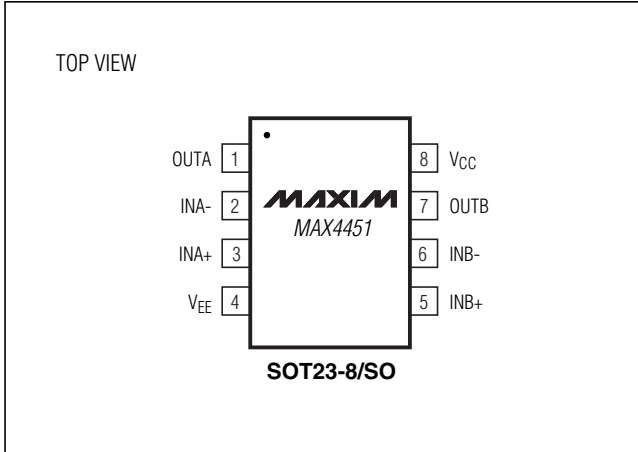 TOP VIEW
OUTA 1 8 VCC
INA- 2 MAXIM 7 OUTB
MAX4451
INA+ 3 6 INB-
VEE 4 5 INB+
SOT23-8/SO